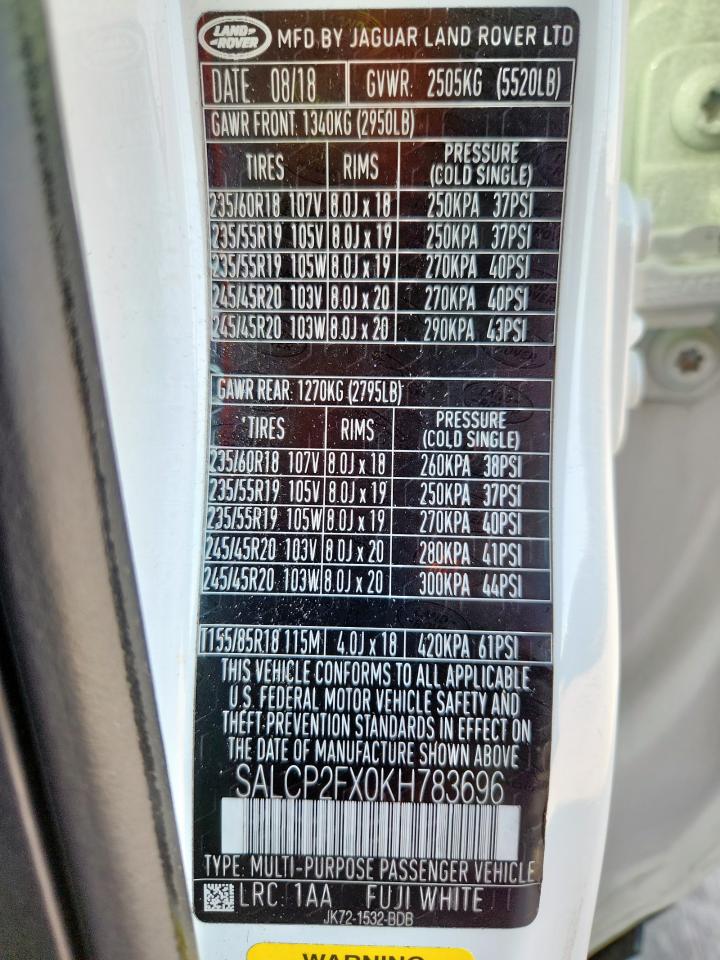 LAND ROVER MFD BY JAGUAR LAND ROVER LTD
DATE: 08/18 GVWR: 2505KG (5520LB)
GAWR FRONT: 1340KG (2950LB)
TIRES RIMS PRESSURE (COLD SINGLE)
235/60R18 107V 8.0J x 18 250KPA 37PSI
235/55R19 105V 8.0J x 19 250KPA 37PSI
235/55R19 105W 8.0J x 19 270KPA 40PSI
245/45R20 103V 8.0J x 20 270KPA 40PSI
245/45R20 103W 8.0J x 20 290KPA 43PSI
GAWR REAR: 1270KG (2795LB)
TIRES RIMS PRESSURE (COLD SINGLE)
235/60R18 107V 8.0J x 18 260KPA 38PSI
235/55R19 105V 8.0J x 19 250KPA 37PSI
235/55R19 105W 8.0J x 19 270KPA 40PSI
245/45R20 103V 8.0J x 20 280KPA 41PSI
245/45R20 103W 8.0J x 20 300KPA 44PSI
T155/85R18 115M 4.0J x 18 420KPA 61PSI
THIS VEHICLE CONFORMS TO ALL APPLICABLE
U.S. FEDERAL MOTOR VEHICLE SAFETY AND
THEFT PREVENTION STANDARDS IN EFFECT ON
THE DATE OF MANUFACTURE SHOWN ABOVE
SALCP2FX0KH783696
TYPE: MULTI-PURPOSE PASSENGER VEHICLE
LRC: 1AA FUJI WHITE
JK72-1532-BDB
WARNING